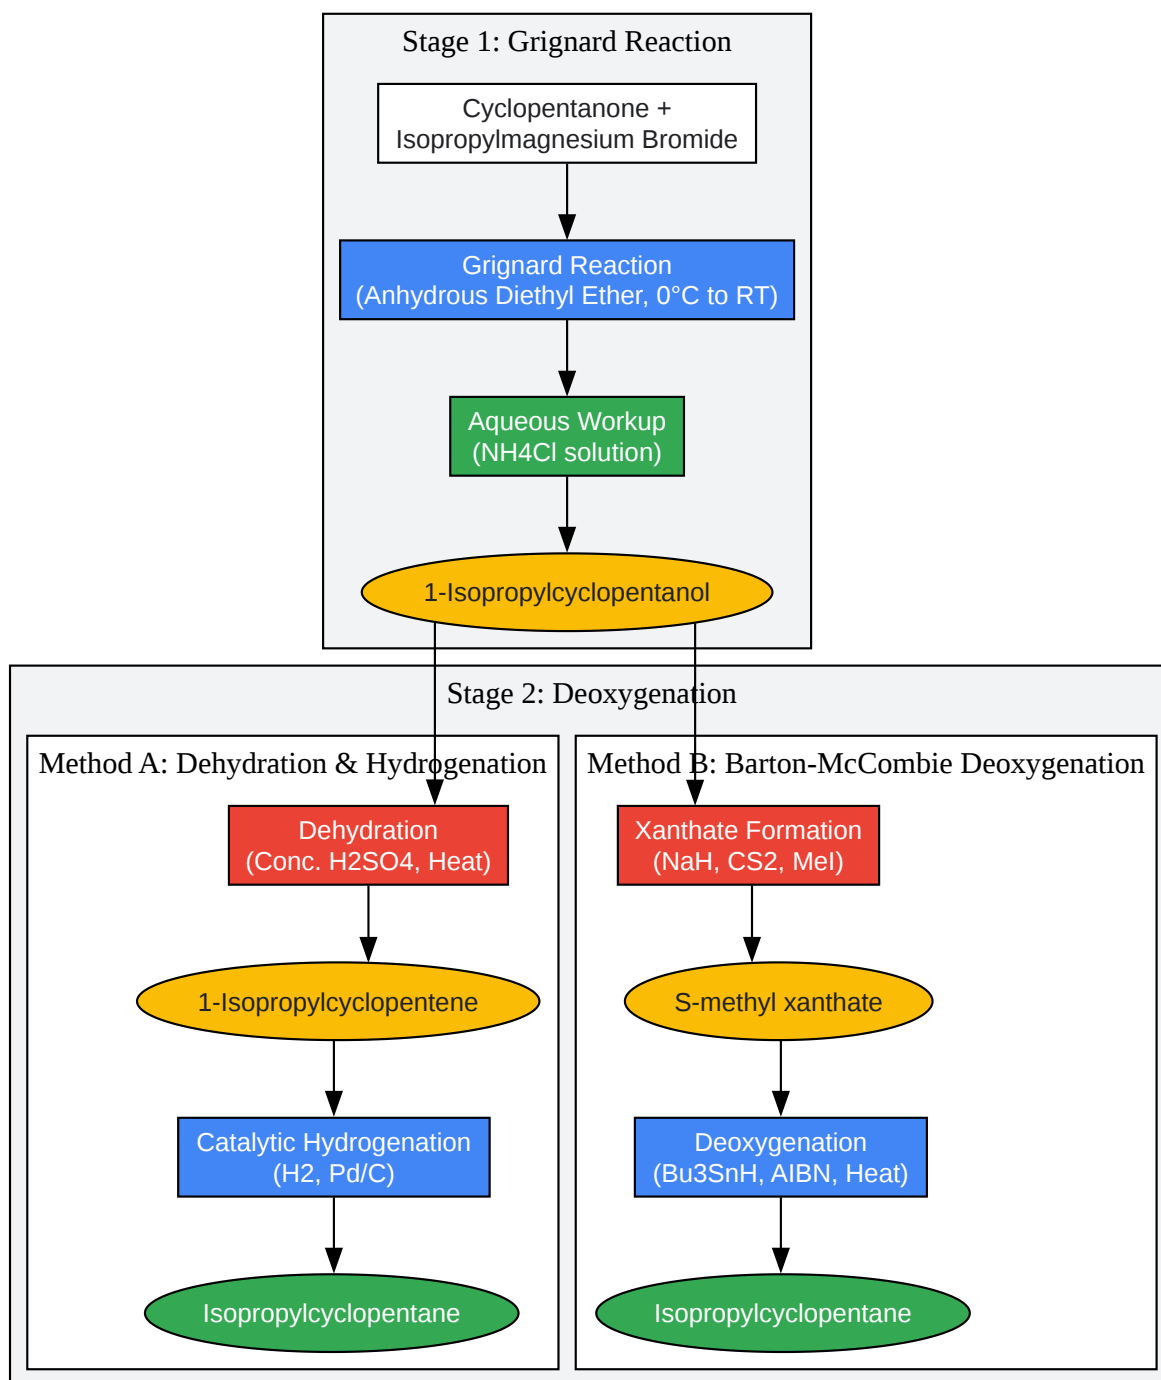 Stage 1: Grignard Reaction
Cyclopentanone +
Isopropylmagnesium Bromide
Grignard Reaction
(Anhydrous Diethyl Ether, 0°C to RT)
Aqueous Workup
(NH4Cl solution)
1-Isopropylcyclopentanol
Stage 2: Deoxygenation
Method A: Dehydration & Hydrogenation
Dehydration
(Conc. H2SO4, Heat)
1-Isopropylcyclopentene
Catalytic Hydrogenation
(H2, Pd/C)
Isopropylcyclopentane
Method B: Barton-McCombie Deoxygenation
Xanthate Formation
(NaH, CS2, MeI)
S-methyl xanthate
Deoxygenation
(Bu3SnH, AIBN, Heat)
Isopropylcyclopentane